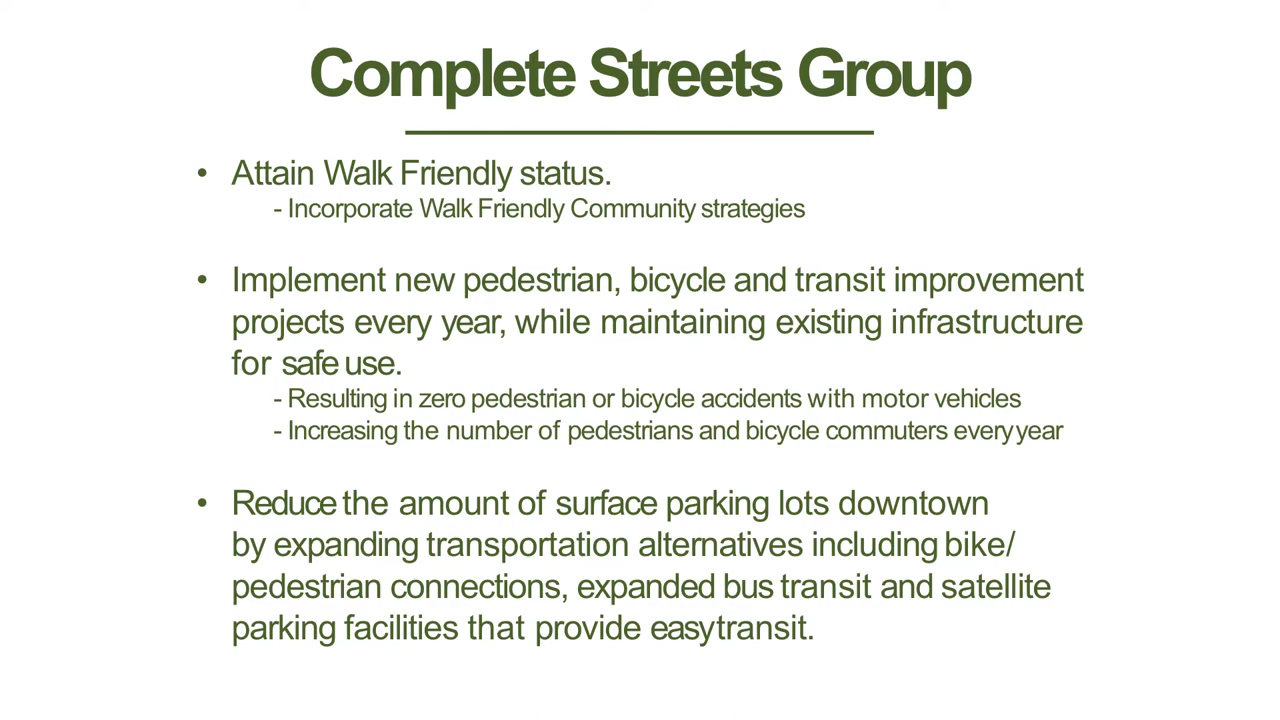 Complete Streets Group
• Attain Walk Friendly status.
- Incorporate Walk Friendly Community strategies
• Implement new pedestrian, bicycle and transit improvement
projects every year, while maintaining existing infrastructure
for safe use.
- Resulting in zero pedestrian or bicycle accidents with motor vehicles
- Increasing the number of pedestrians and bicycle commuters every year
• Reduce the amount of surface parking lots downtown
by expanding transportation alternatives including bike/
pedestrian connections, expanded bus transit and satellite
parking facilities that provide easy transit.